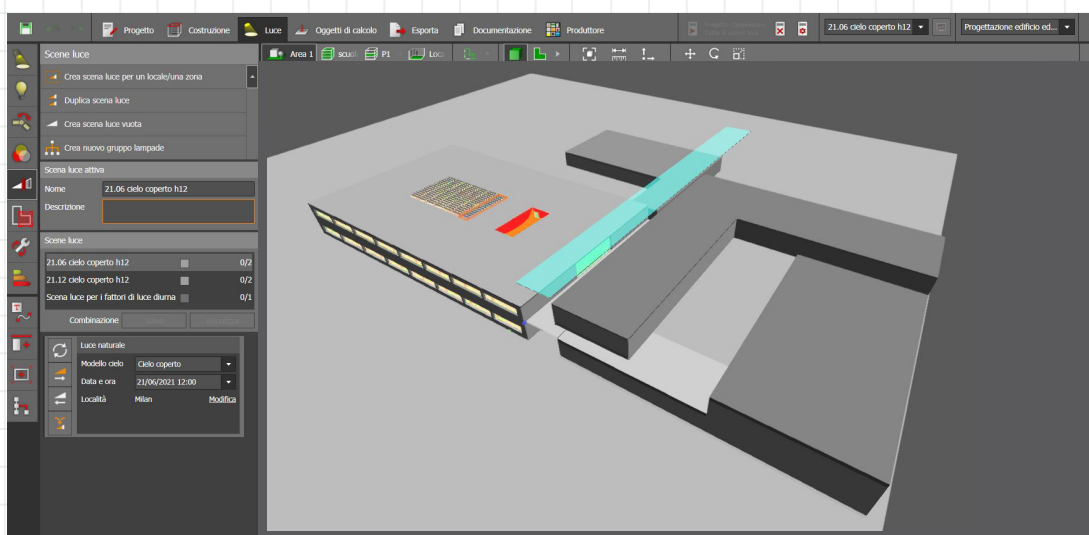 Progetto
Costruzione
Luce
Oggetti di calcolo
Esporta
Documentazione
Produttore
21.06 cielo coperto h12
Progettazione edificio ed...
Scene luce
Area 1
P1
Crea scena luce per un locale/una zona
Duplica scena luce
Crea scena luce vuota
Crea nuovo gruppo lampade
Scena luce attiva
Nome 21.06 cielo coperto h12
Descrizione
Scene luce
21.06 cielo coperto h12 0/2
21.12 cielo coperto h12 0/2
Scena luce per i fattori di luce diurna 0/1
Combinazione
Luce naturale
Modello cielo Cielo coperto
Data e ora 21/06/2021 12:00
Località Milan Modifica